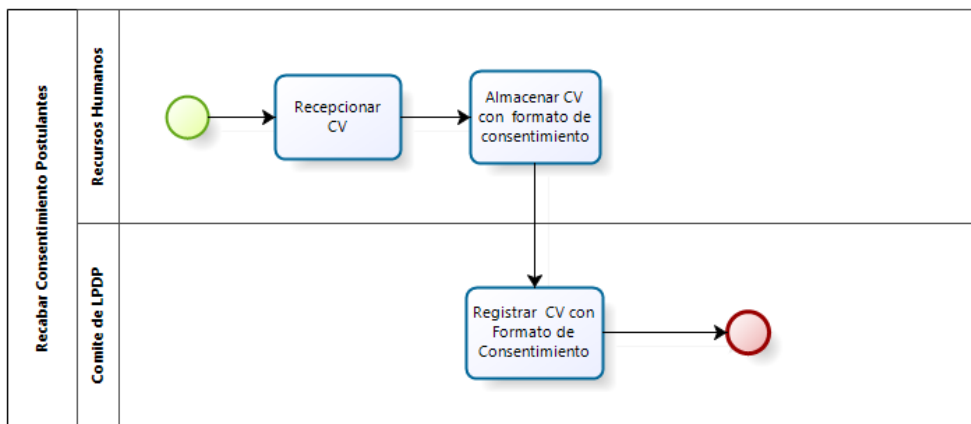 Recabar Consentimiento Postulantes
Recursos Humanos
Recepcionar
CV
Almacenar CV
con formato de
consentimiento
Comite de LPDP
Registrar CV con
Formato de
Consentimiento